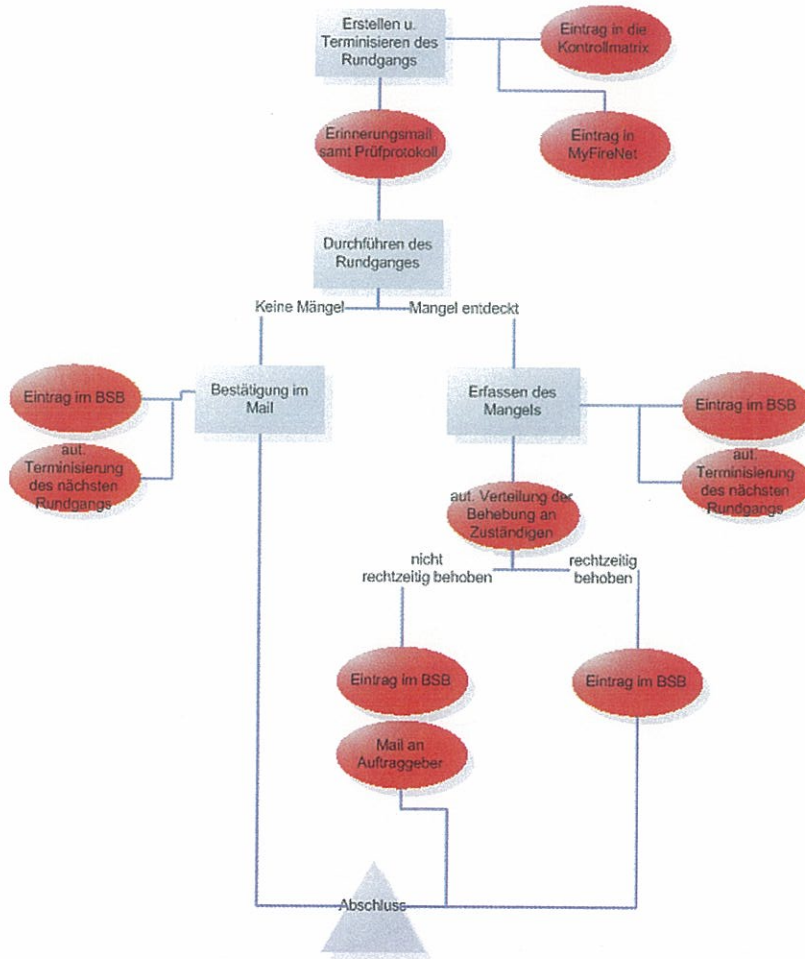 Erstellen u.
Terminisieren des
Rundgangs
Eintrag in die
Kontrollmatrix
Erinnerungsmail
samt Prüfprotokoll
Eintrag in
MyFireNet
Durchführen des
Rundganges
Keine Mängel
Mangel entdeckt
Eintrag im BSB
Bestätigung im
Mail
Erfassen des
Mangels
Eintrag im BSB
aut.
Terminisierung
des nächsten
Rundgangs
aut.
Terminisierung
des nächsten
Rundgangs
aut. Verteilung der
Behebung an
Zuständigen
nicht
rechtzeitig behoben
rechtzeitig
behoben
Eintrag im BSB
Eintrag im BSB
Mail an
Auftraggeber
Abschluss